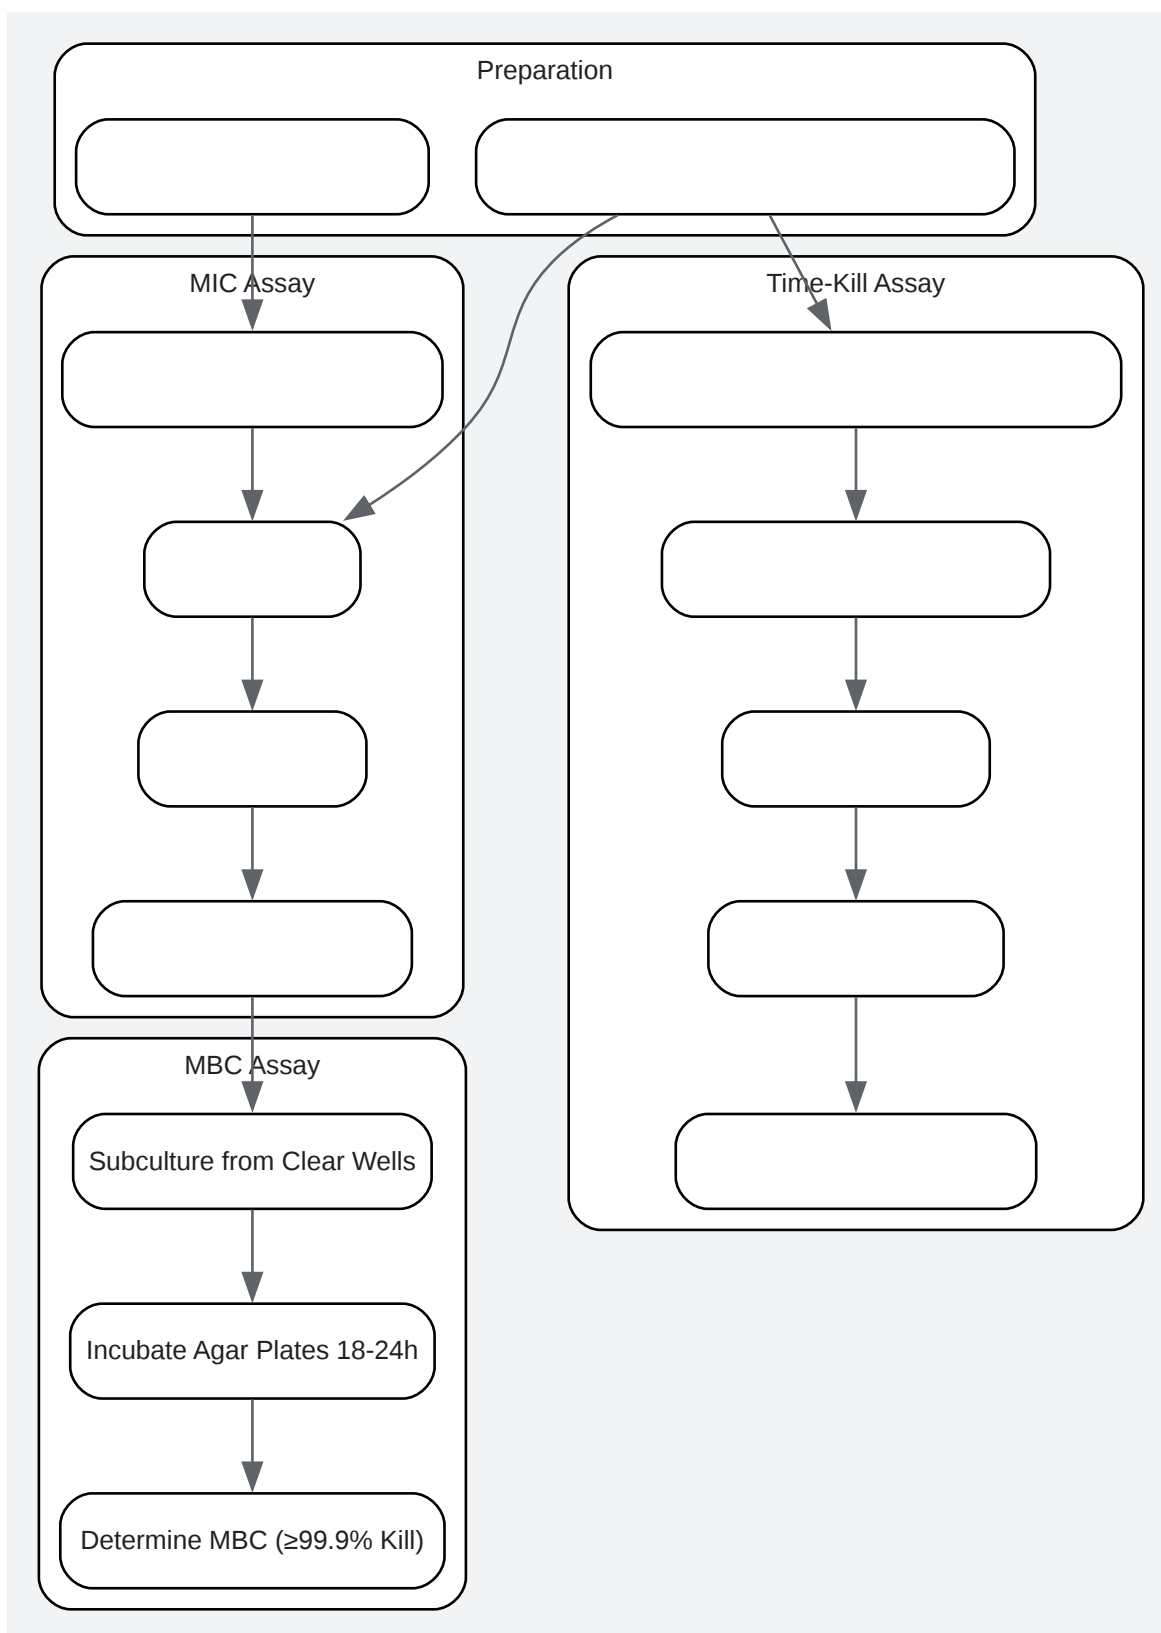 Preparation
MIC Assay
Time-Kill Assay
MBC Assay
Subculture from Clear Wells
Incubate Agar Plates 18-24h
Determine MBC (≥99.9% Kill)